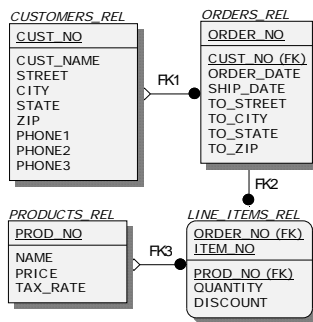 CUSTOMERS_REL
CUST_NO
CUST_NAME
STREET
CITY
STATE
ZIP
PHONE1
PHONE2
PHONE3
FK1
ORDERS_REL
ORDER_NO
CUST_NO (FK)
ORDER_DATE
SHIP_DATE
TO_STREET
TO_CITY
TO_STATE
TO_ZIP
FK2
PRODUCTS_REL
PROD_NO
NAME
PRICE
TAX_RATE
FK3
LINE_ITEMS_REL
ORDER_NO (FK)
ITEM_NO
PROD_NO (FK)
QUANTITY
DISCOUNT